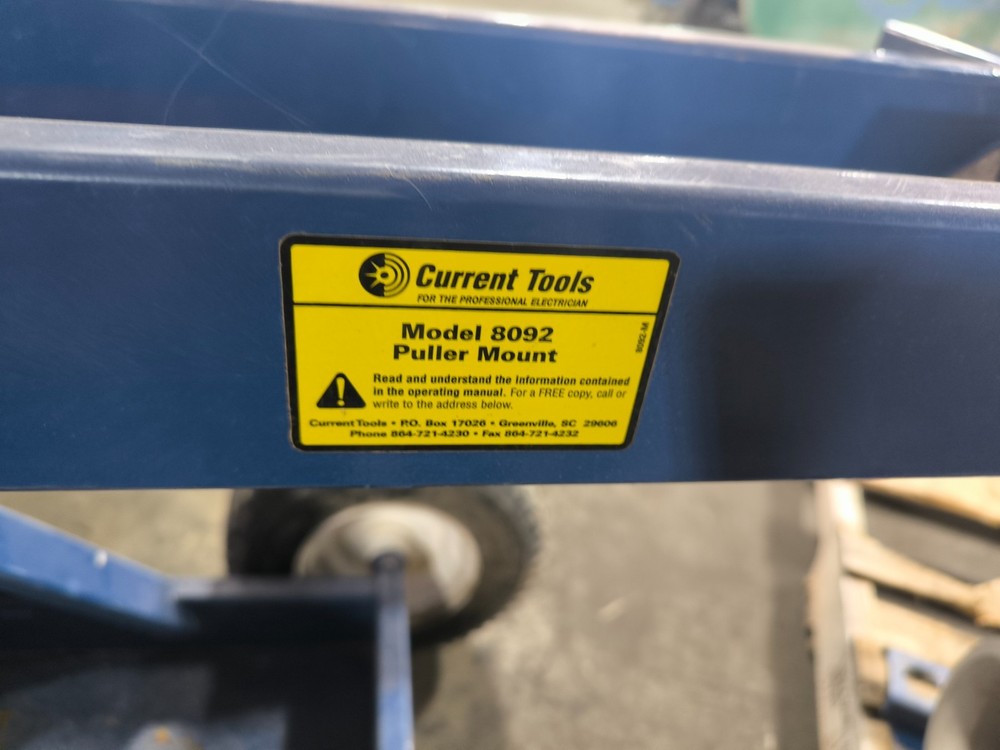 Current Tools
FOR THE PROFESSIONAL ELECTRICIAN
Model 8092
Puller Mount
8092-M
Read and understand the information contained
in the operating manual. For a FREE copy, call or
write to the address below.
Current Tools • P.O. Box 17026 • Greenville, SC 29606
Phone 864-721-4230 • Fax 864-721-4232